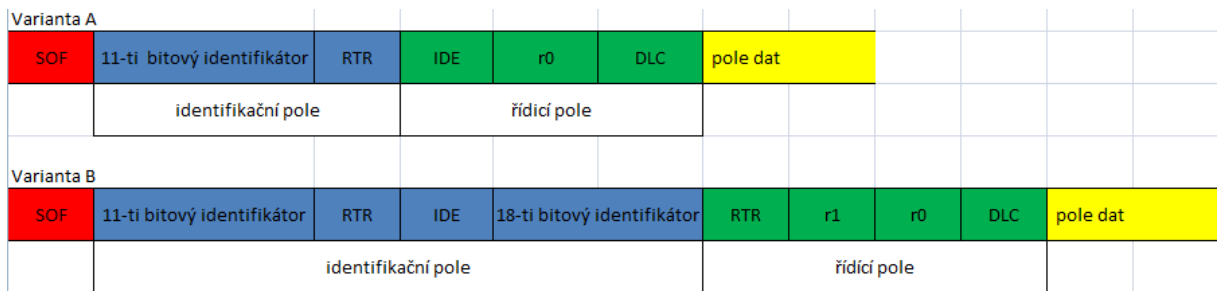 Varianta A
SOF 11-ti bitový identifikátor RTR IDE r0 DLC pole dat
identifikační pole řídicí pole
Varianta B
SOF 11-ti bitový identifikátor RTR IDE 18-ti bitový identifikátor RTR r1 r0 DLC pole dat
identifikační pole řídící pole